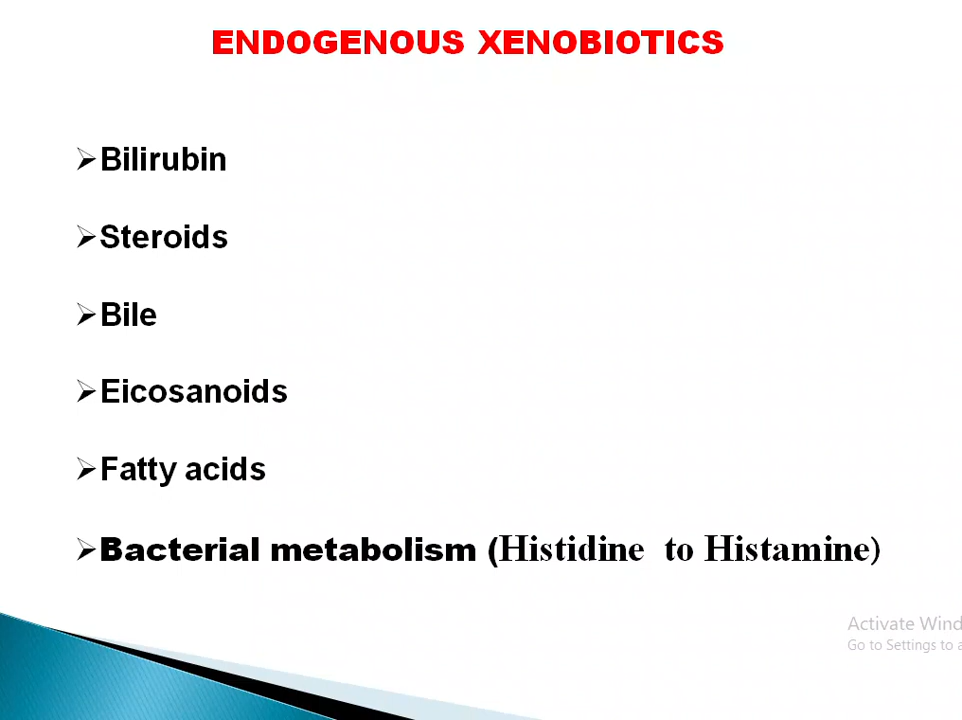 ENDOGENOUS XENOBIOTICS
➢Bilirubin
➢Steroids
➢Bile
➢Eicosanoids
➢Fatty acids
➢Bacterial metabolism (Histidine to Histamine)
Activate Wind
Go to Settings to a